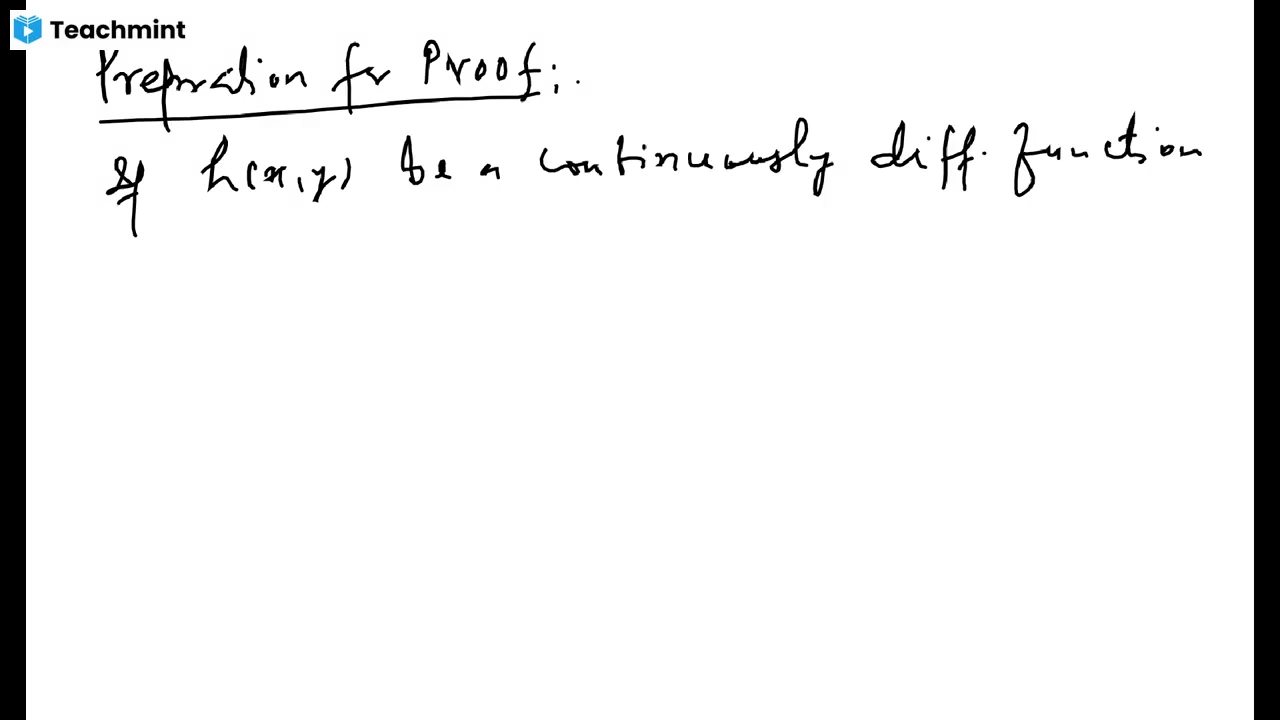 Teachmint
Preparation for Proof:.
If h(x,y) be a continuously diff. function